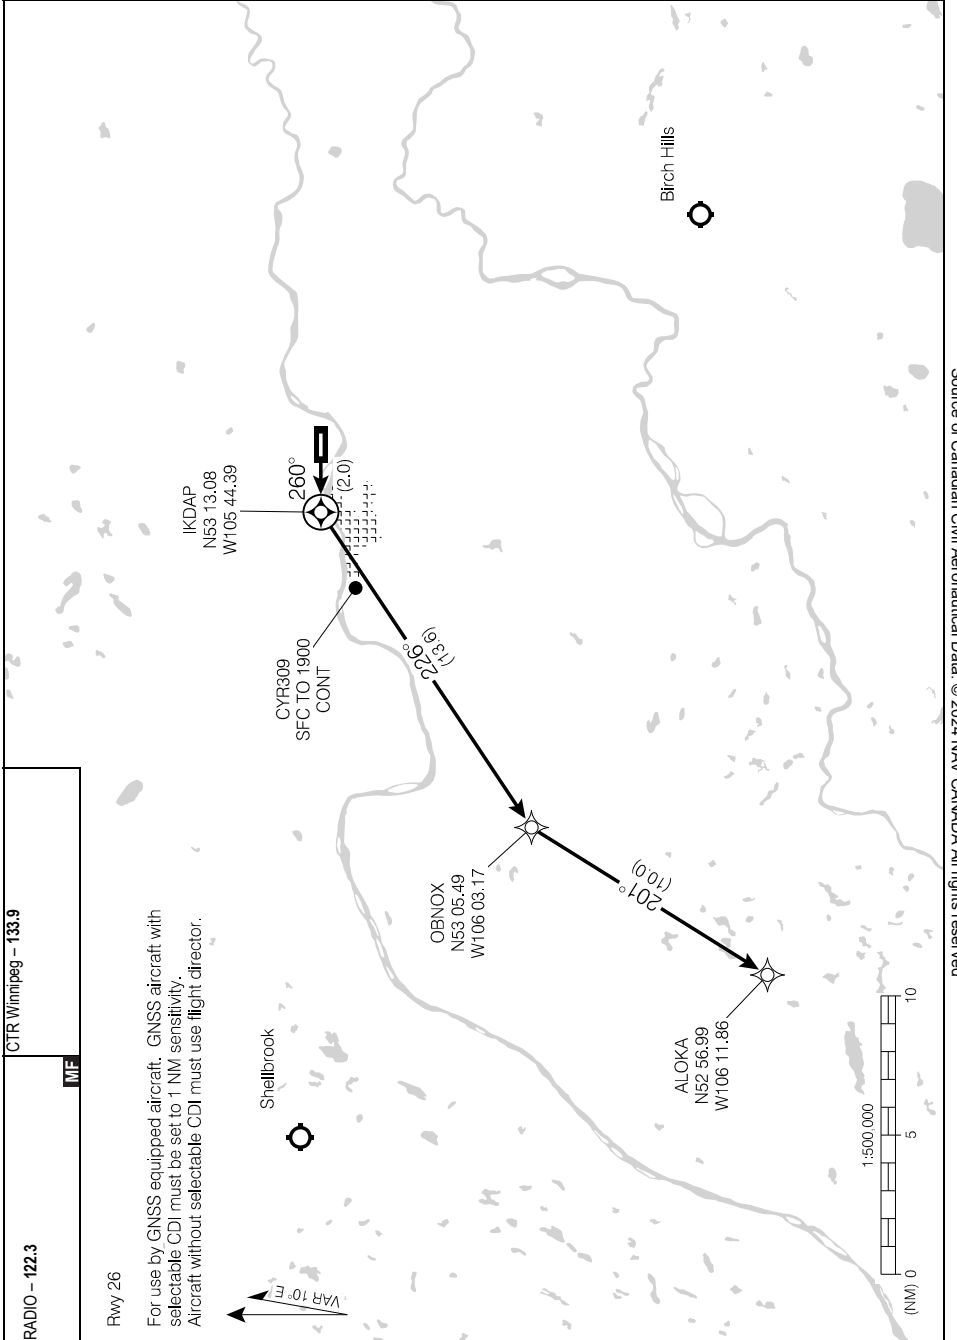 RADIO – 122.3
MF
CTR Winnipeg – 133.9
Rwy 26
For use by GNSS equipped aircraft. GNSS aircraft with
selectable CDI must be set to 1 NM sensitivity.
Aircraft without selectable CDI must use flight director.
VAR 10° E
Shellbrook
IKDAP
N53 13.08
W105 44.39
260°
(2.0)
CYR309
SFC TO 1900
CONT
226°
(13.6)
OBNOX
N53 05.49
W106 03.17
201°
(10.0)
ALOKA
N52 56.99
W106 11.86
Birch Hills
1:500,000
(NM) 0 5 10
Source of Canadian Civil Aeronautical Data: © 2024 NAV CANADA All rights reserved